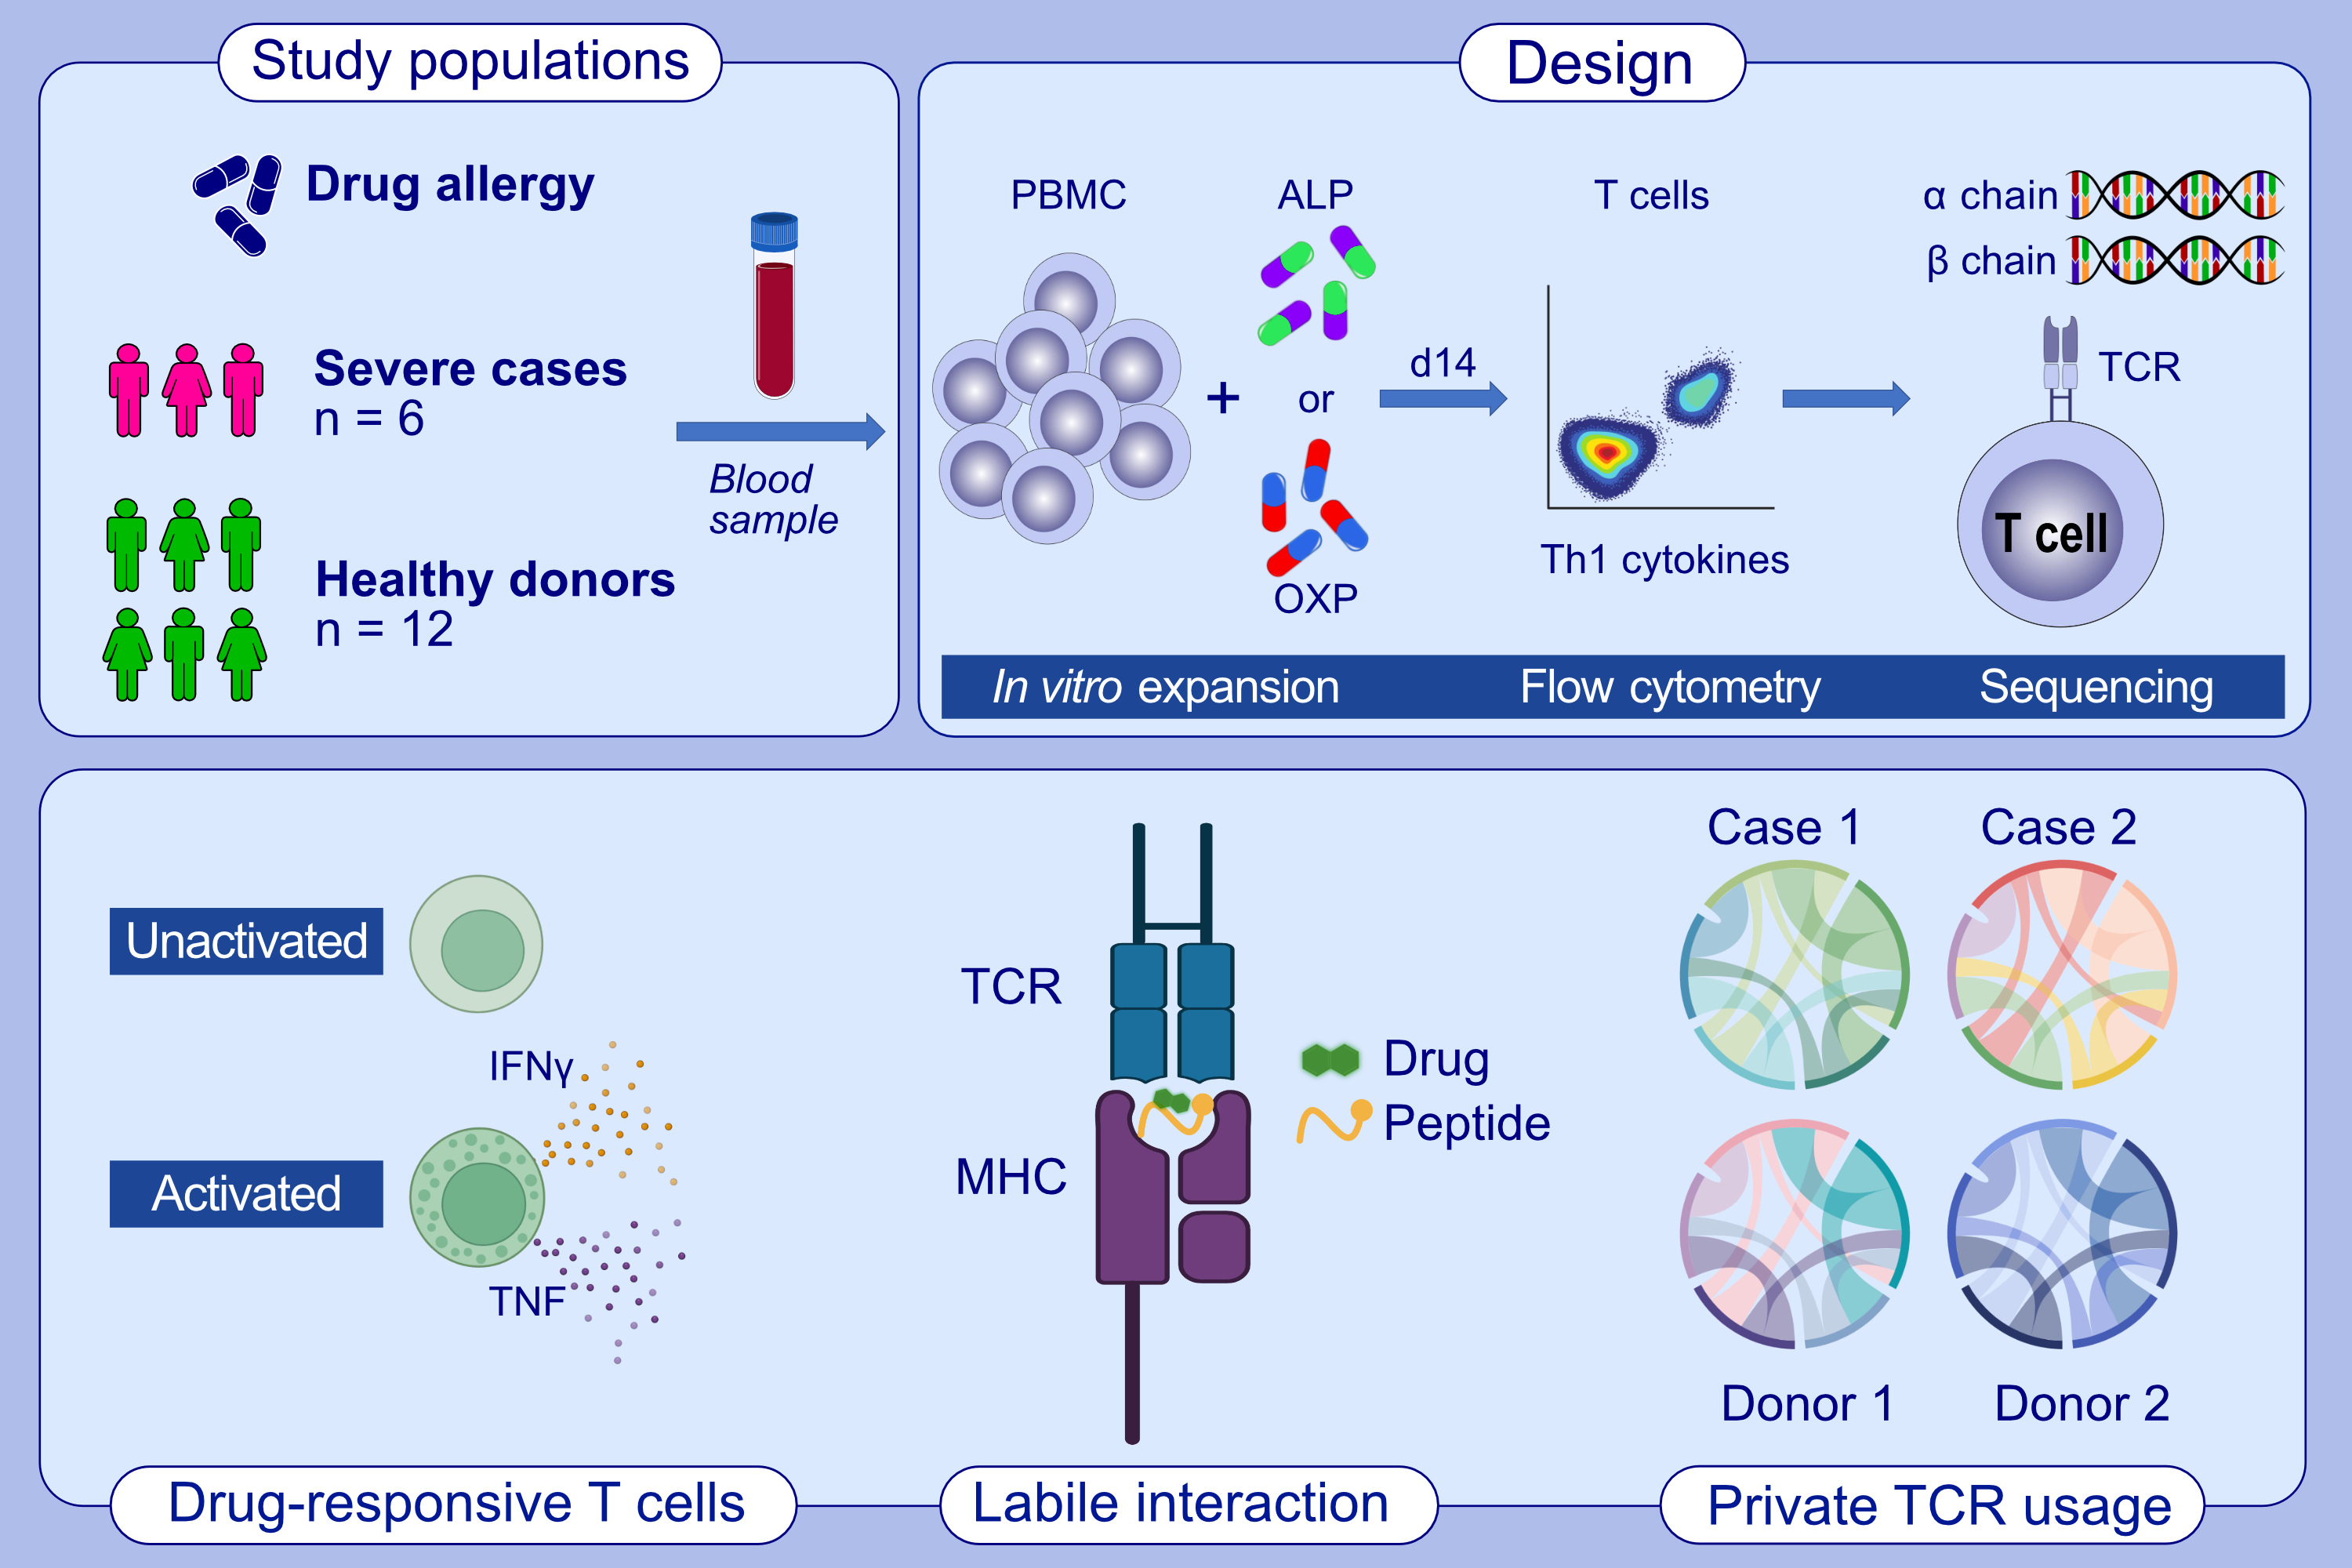 Study populations
Drug allergy
Severe cases
n = 6
Healthy donors
n = 12
Blood
sample
Design
PBMC
ALP
+
or
OXP
d14
T cells
Th1 cytokines
α chain
β chain
TCR
T cell
In vitro expansion
Flow cytometry
Sequencing
Unactivated
IFNγ
Activated
TNF
Drug-responsive T cells
TCR
MHC
Drug
Peptide
Labile interaction
Case 1
Case 2
Donor 1
Donor 2
Private TCR usage